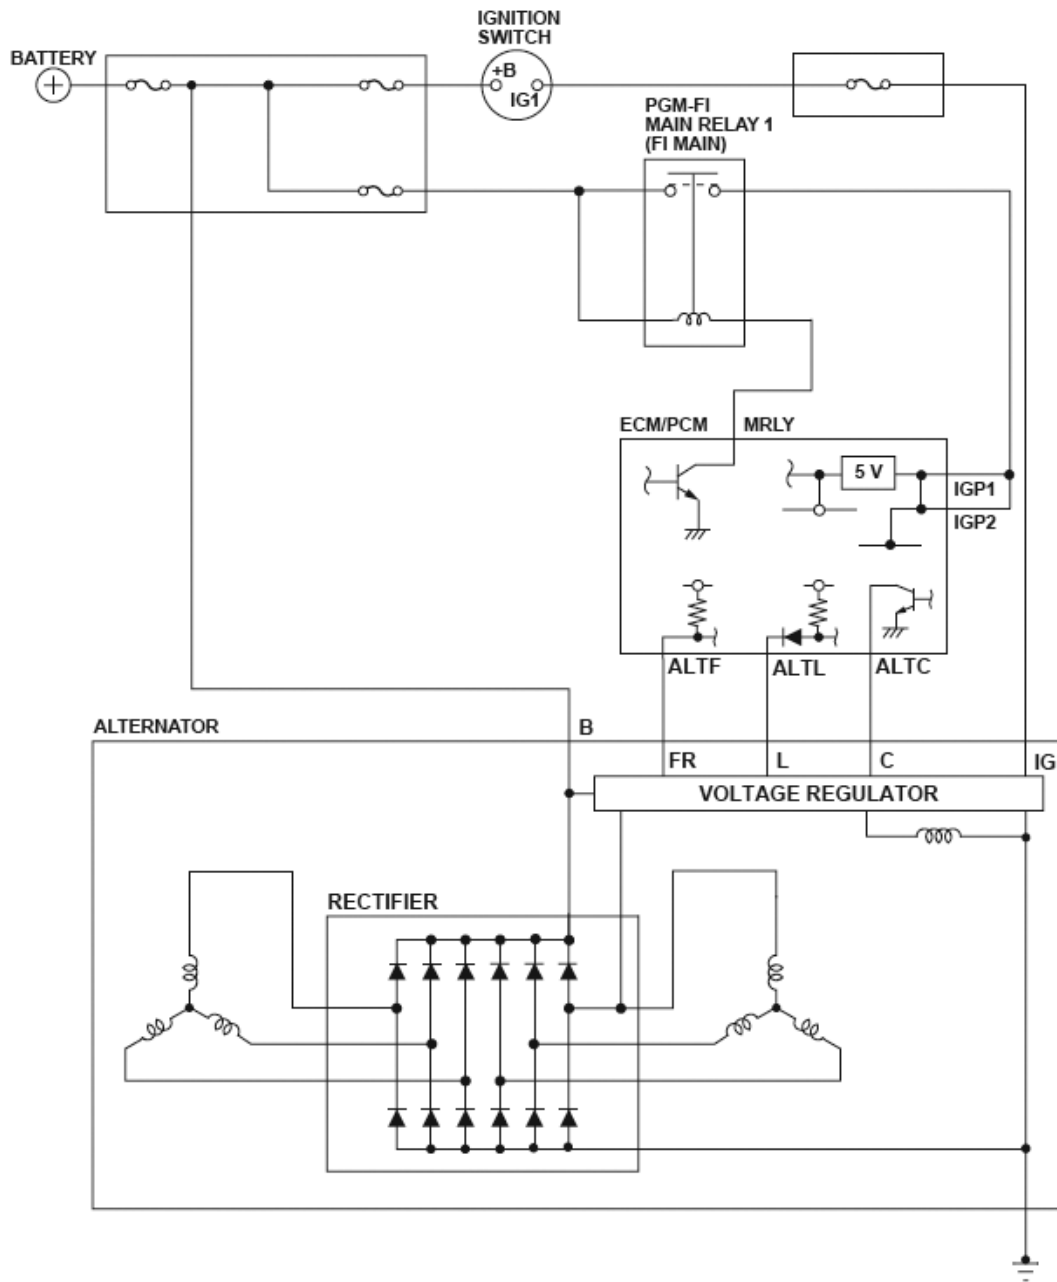 IGNITION
SWITCH
BATTERY
+
+B
IG1
PGM-FI
MAIN RELAY 1
(FI MAIN)
ECM/PCM
MRLY
5 V
IGP1
IGP2
ALTF
ALTL
ALTC
ALTERNATOR
B
FR
L
C
IG
VOLTAGE REGULATOR
RECTIFIER